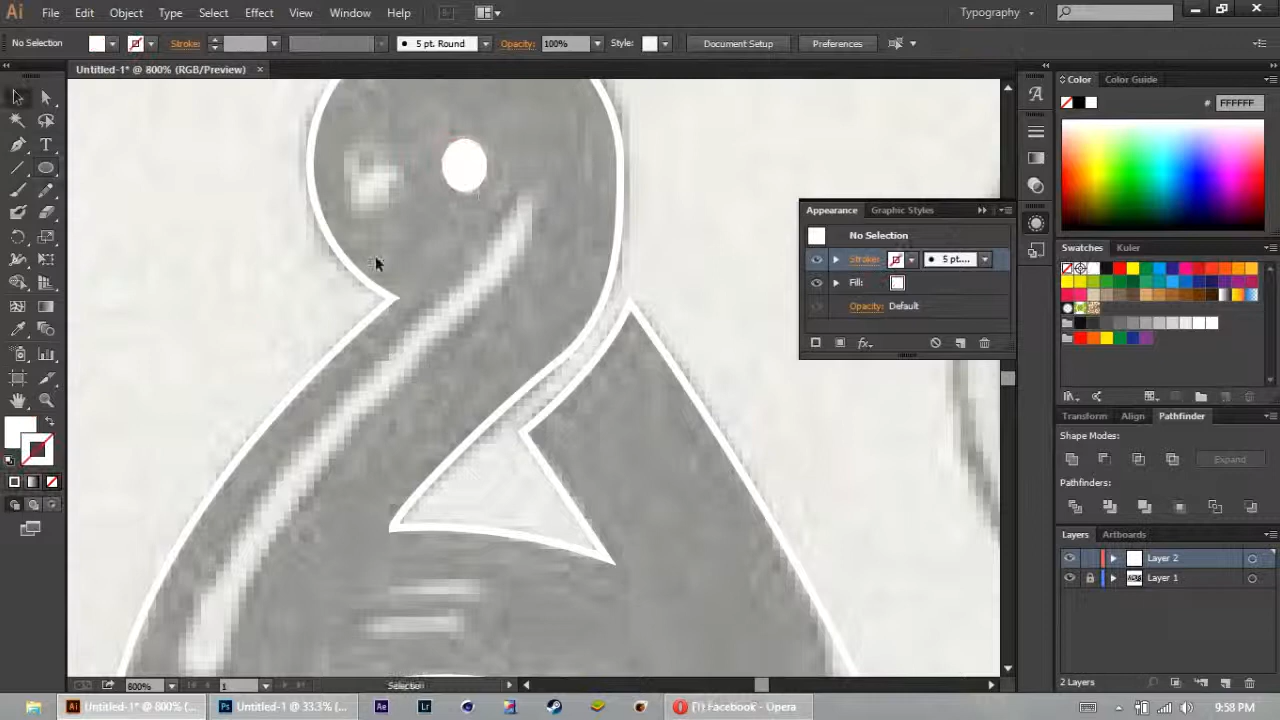 Ai File Edit Object Type Select Effect View Window Help Br Typography
No Selection Stroke: 5 pt. Round Opacity: 100% Style: Document Setup Preferences
Untitled-1* @ 800% (RGB/Preview) ×
Color Color Guide
# FFFFFF
Appearance Graphic Styles
No Selection
Stroke: 5 pt....
Fill:
Opacity: Default
fx
Swatches Kuler
Transform Align Pathfinder
Shape Modes:
Expand
Pathfinders:
Layers Artboards
Layer 2
Layer 1
2 Layers
800% 1 Selection
Untitled-1* @ 800% (... Untitled-1 @ 33.3% (... Ae Lr (1) Facebook - Opera 9:58 PM